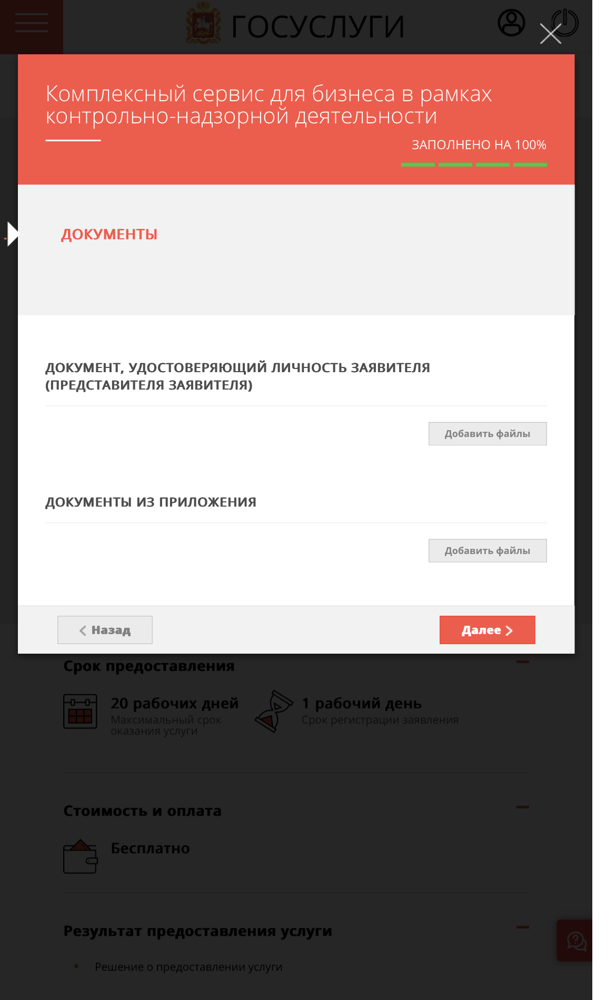 ГОСУСЛУГИ
Комплексный сервис для бизнеса в рамках
контрольно-надзорной деятельности
ЗАПОЛНЕНО НА 100%
ДОКУМЕНТЫ
ДОКУМЕНТ, УДОСТОВЕРЯЮЩИЙ ЛИЧНОСТЬ ЗАЯВИТЕЛЯ
(ПРЕДСТАВИТЕЛЯ ЗАЯВИТЕЛЯ)
Добавить файлы
ДОКУМЕНТЫ ИЗ ПРИЛОЖЕНИЯ
Добавить файлы
Назад
Далее
Срок предоставления
20 рабочих дней
Максимальный срок
оказания услуги
1 рабочий день
Срок регистрации заявления
Стоимость и оплата
Бесплатно
Результат предоставления услуги
Решение о предоставлении услуги